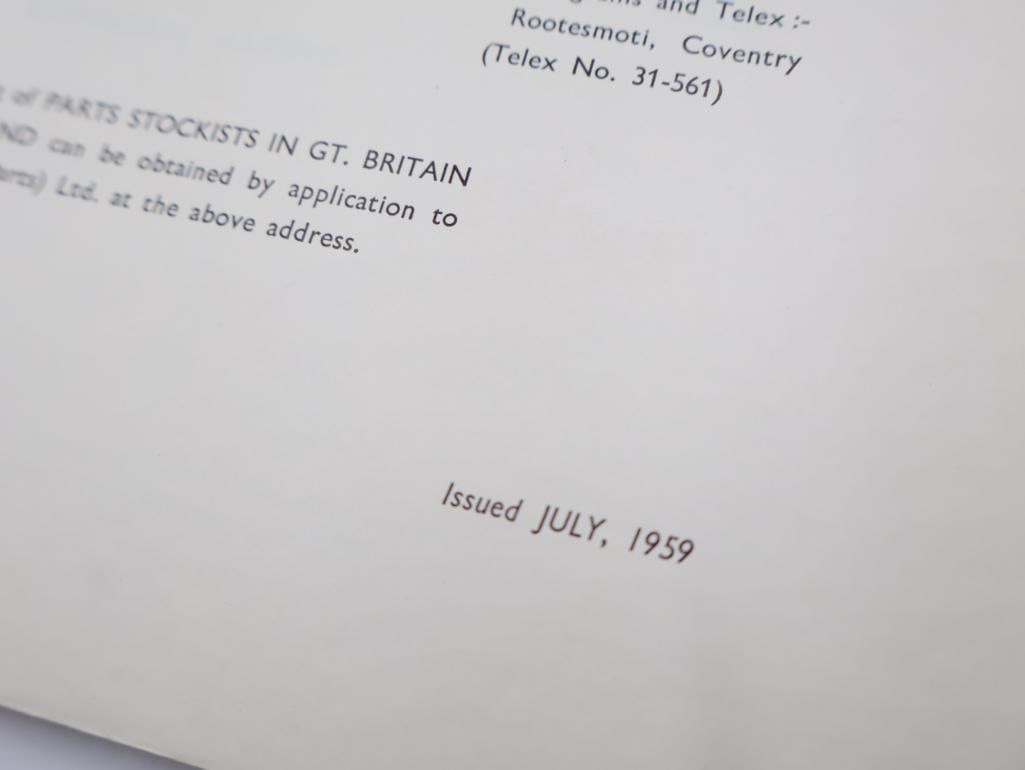 and Telex :-
Rootesmoti, Coventry
(Telex No. 31-561)
of PARTS STOCKISTS IN GT. BRITAIN
can be obtained by application to
Ltd. at the above address.
Issued JULY, 1959